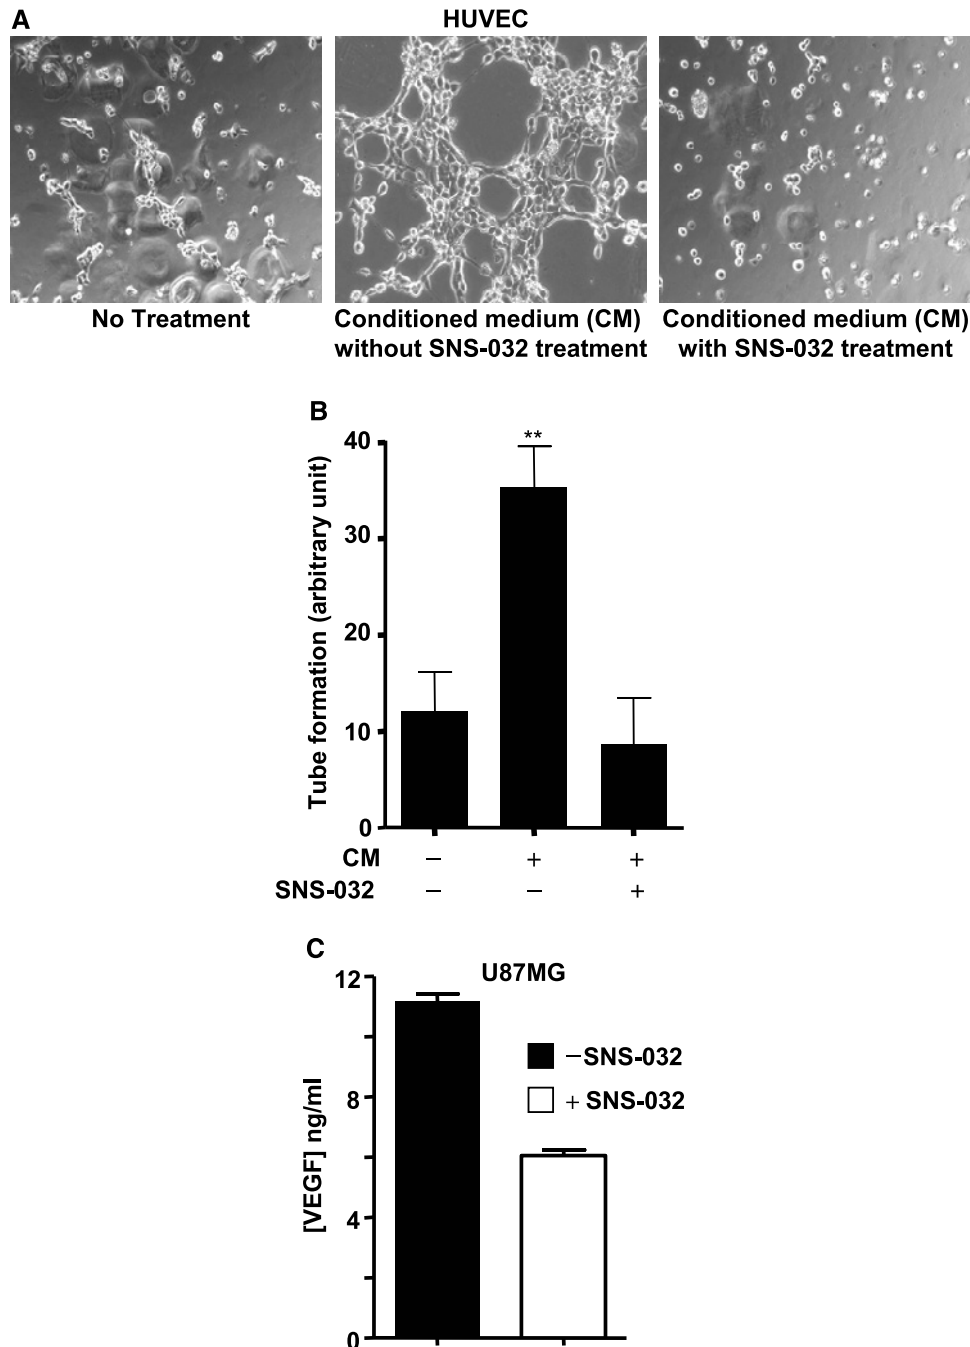 A
HUVEC
No Treatment
Conditioned medium (CM)
without SNS-032 treatment
Conditioned medium (CM)
with SNS-032 treatment
B
Tube formation (arbitrary unit)
40
30
20
10
0
**
CM − + +
SNS-032 − − +
C
U87MG
[VEGF] ng/ml
12
8
4
0
−SNS-032
+ SNS-032